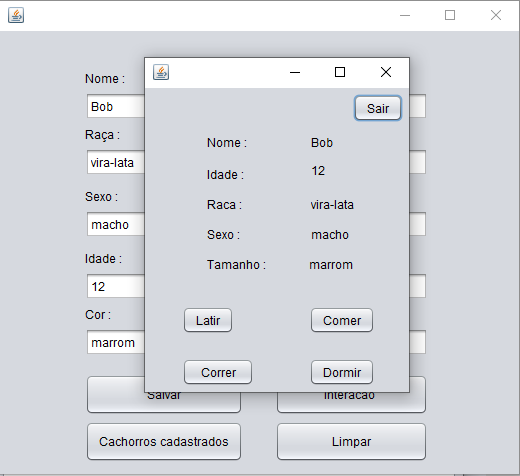 Nome :
Bob
Raça :
vira-lata
Sexo :
macho
Idade :
12
Cor :
marrom
Salvar
Interacao
Cachorros cadastrados
Limpar
Sair
Nome : Bob
Idade : 12
Raca : vira-lata
Sexo : macho
Tamanho : marrom
Latir
Comer
Correr
Dormir